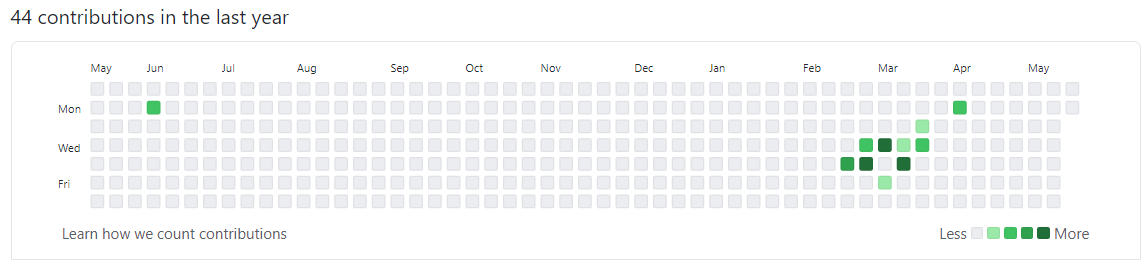 44 contributions in the last year
May Jun Jul Aug Sep Oct Nov Dec Jan Feb Mar Apr May
Mon
Wed
Fri
Learn how we count contributions
Less More